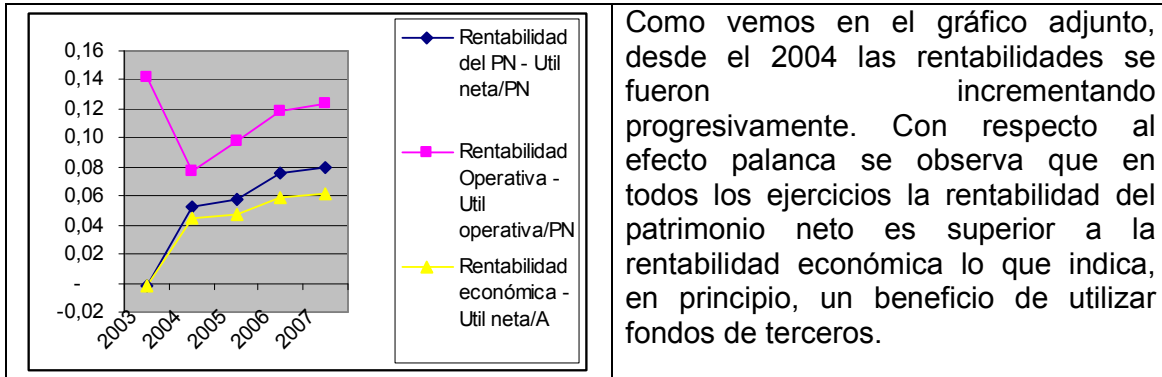 0,16
0,14
0,12
0,10
0,08
0,06
0,04
0,02
-
-0,02
2003
2004
2005
2006
2007
Rentabilidad
del PN - Util
neta/PN
Rentabilidad
Operativa -
Util
operativa/PN
Rentabilidad
económica -
Util neta/A
Como vemos en el gráfico adjunto,
desde el 2004 las rentabilidades se
fueron incrementando
progresivamente. Con respecto al
efecto palanca se observa que en
todos los ejercicios la rentabilidad del
patrimonio neto es superior a la
rentabilidad económica lo que indica,
en principio, un beneficio de utilizar
fondos de terceros.